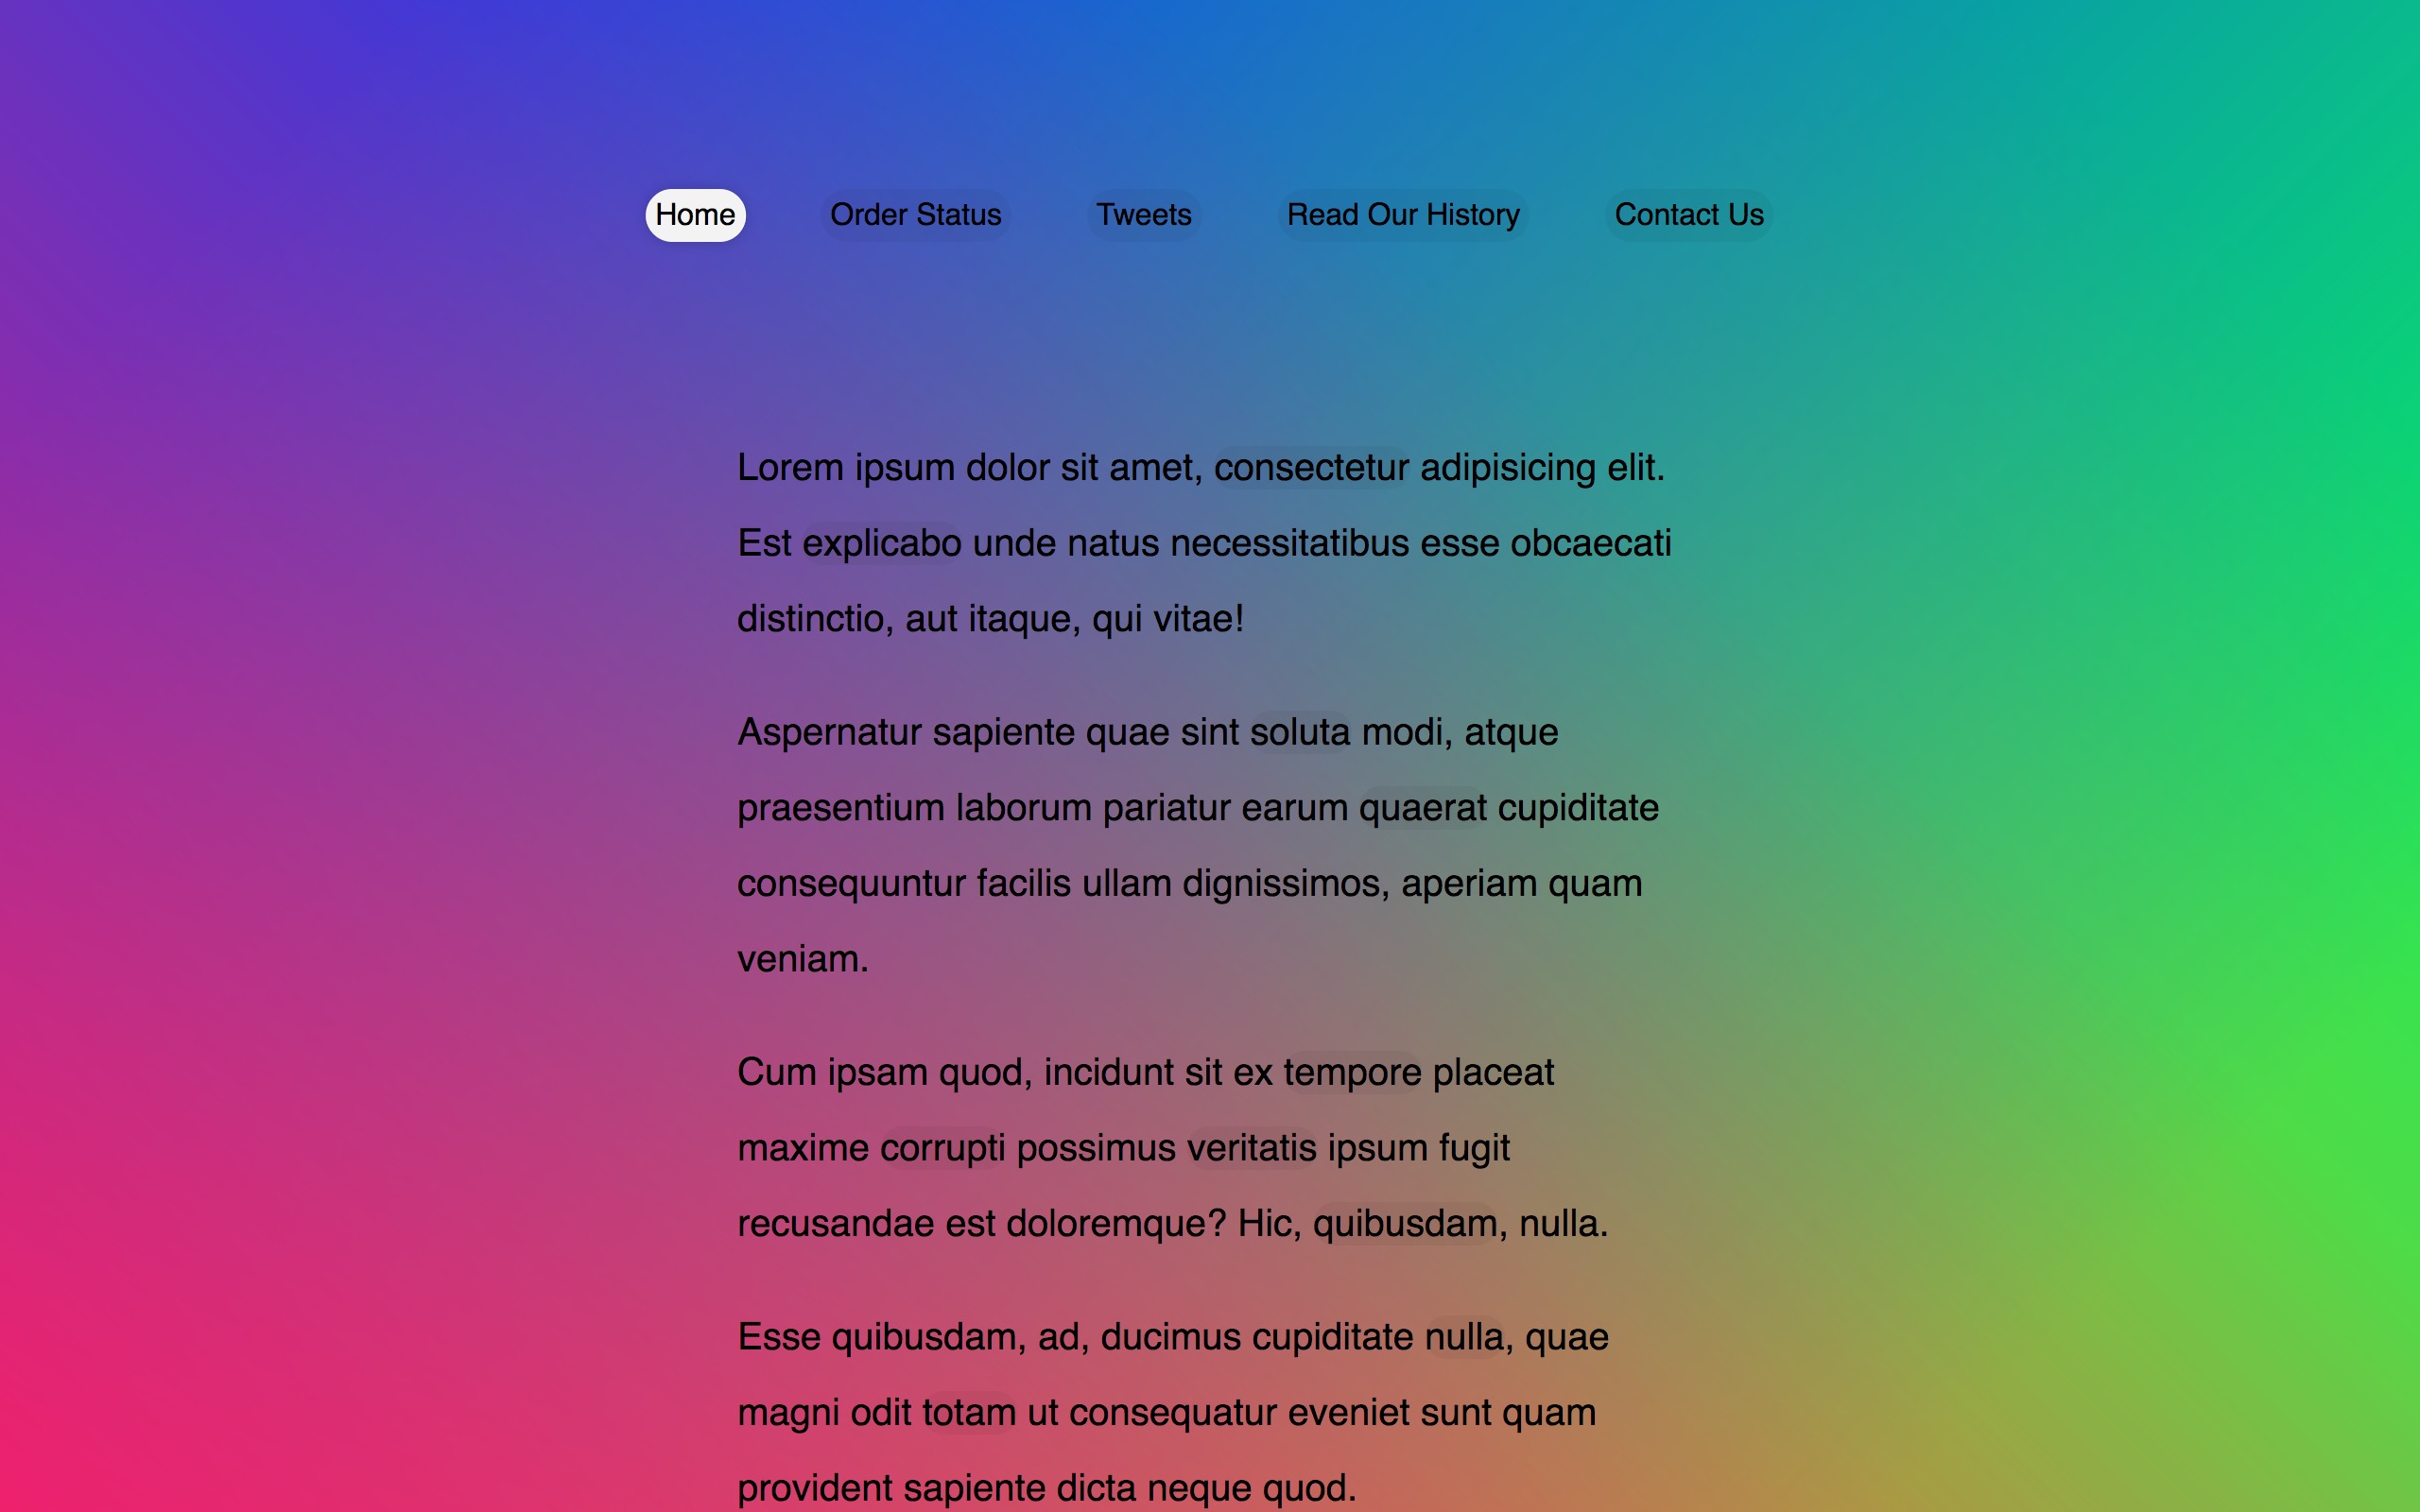 Home Order Status Tweets Read Our History Contact Us
Lorem ipsum dolor sit amet, consectetur adipisicing elit.
Est explicabo unde natus necessitatibus esse obcaecati
distinctio, aut itaque, qui vitae!
Aspernatur sapiente quae sint soluta modi, atque
praesentium laborum pariatur earum quaerat cupiditate
consequuntur facilis ullam dignissimos, aperiam quam
veniam.
Cum ipsam quod, incidunt sit ex tempore placeat
maxime corrupti possimus veritatis ipsum fugit
recusandae est doloremque? Hic, quibusdam, nulla.
Esse quibusdam, ad, ducimus cupiditate nulla, quae
magni odit totam ut consequatur eveniet sunt quam
provident sapiente dicta neque quod.